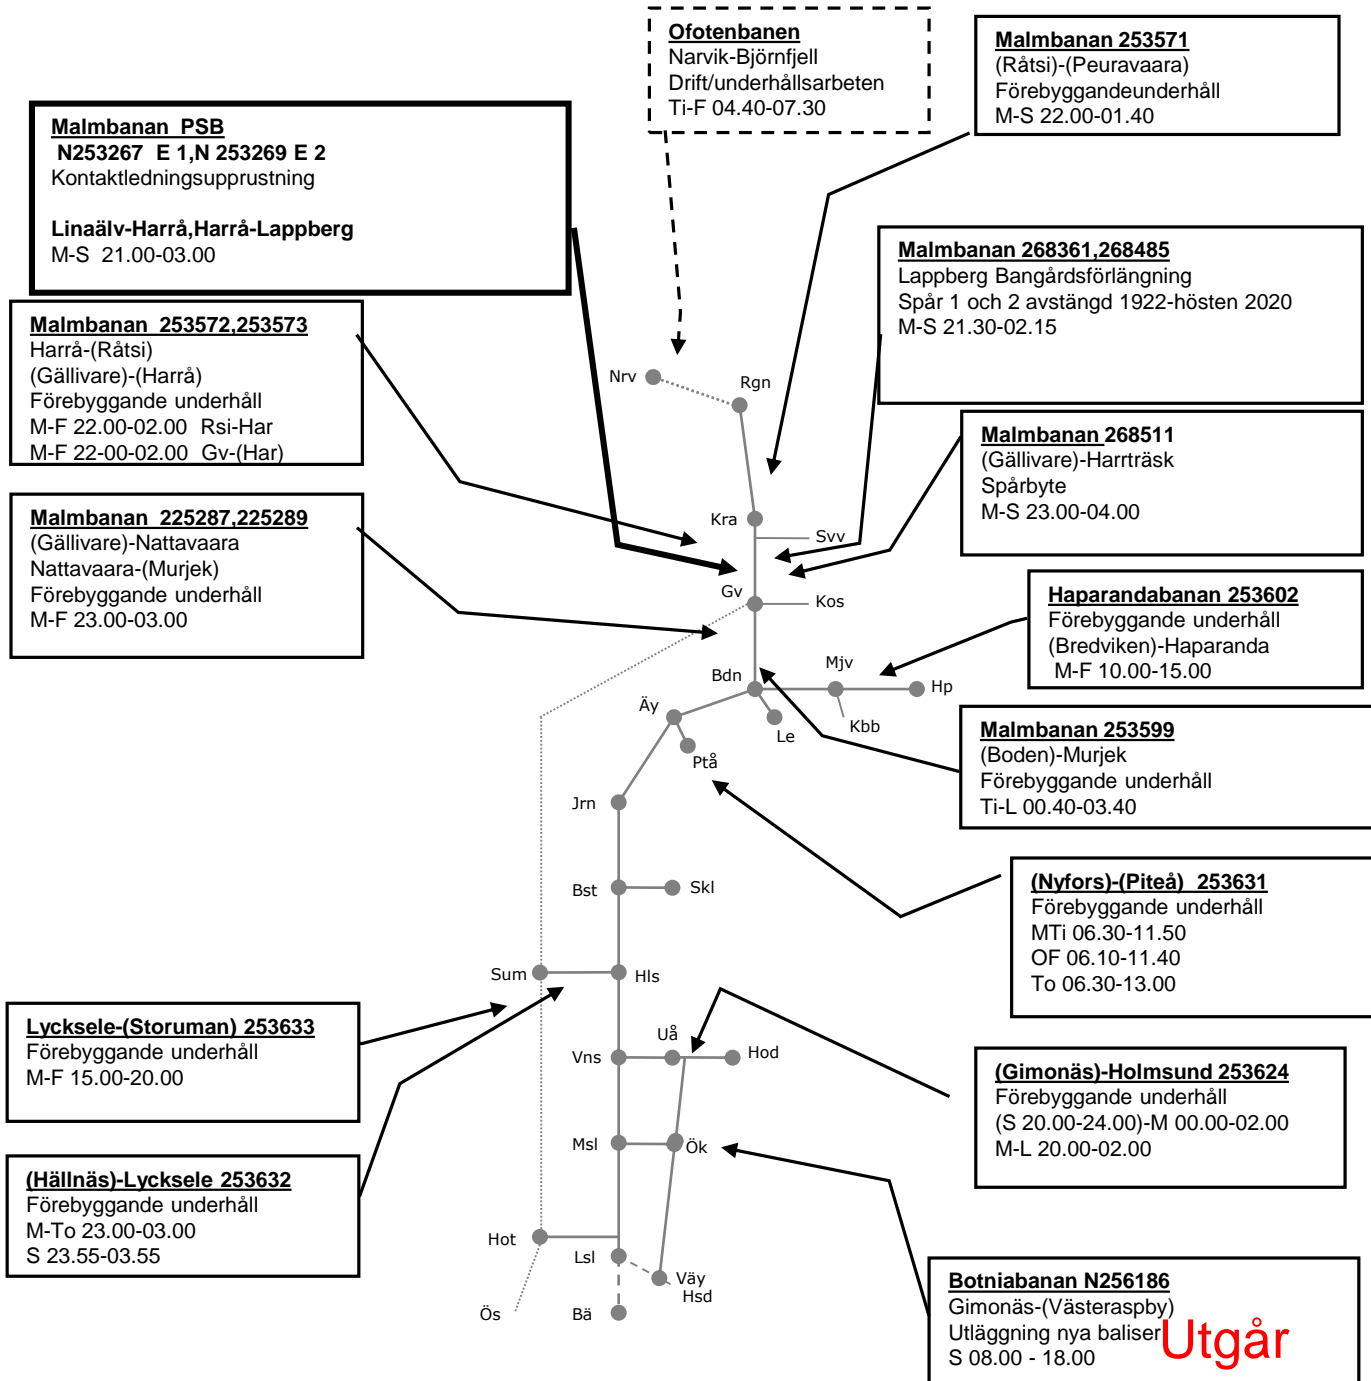 Ofotenbanen
Narvik-Björnfjell
Drift/underhållsarbeten
Ti-F 04.40-07.30
Malmbanan 253571
(Råtsi)-(Peuravaara)
Förebyggandeunderhåll
M-S 22.00-01.40
Malmbanan  PSB
N253267  E 1,N 253269 E 2
Kontaktledningsupprustning
Linaälv-Harrå,Harrå-Lappberg
M-S  21.00-03.00
Malmbanan 268361,268485
Lappberg Bangårdsförlängning
Spår 1 och 2 avstängd 1922-hösten 2020
M-S 21.30-02.15
Malmbanan  253572,253573
Harrå-(Råtsi)
(Gällivare)-(Harrå)
Förebyggande underhåll
M-F 22.00-02.00  Rsi-Har
M-F 22-00-02.00  Gv-(Har)
Malmbanan 268511
(Gällivare)-Harrträsk
Spårbyte
M-S 23.00-04.00
Malmbanan  225287,225289
(Gällivare)-Nattavaara
Nattavaara-(Murjek)
Förebyggande underhåll
M-F 23.00-03.00
Haparandabanan 253602
Förebyggande underhåll
(Bredviken)-Haparanda
M-F 10.00-15.00
Malmbanan 253599
(Boden)-Murjek
Förebyggande underhåll
Ti-L 00.40-03.40
(Nyfors)-(Piteå)  253631
Förebyggande underhåll
MTi 06.30-11.50
OF 06.10-11.40
To 06.30-13.00
Lycksele-(Storuman) 253633
Förebyggande underhåll
M-F 15.00-20.00
(Gimonäs)-Holmsund 253624
Förebyggande underhåll
(S 20.00-24.00)-M 00.00-02.00
M-L 20.00-02.00
(Hällnäs)-Lycksele 253632
Förebyggande underhåll
M-To 23.00-03.00
S 23.55-03.55
Botniabanan N256186
Gimonäs-(Västeraspby)
Utläggning nya baliser
S 08.00 - 18.00
Utgår
Nrv
Rgn
Kra
Svv
Gv
Kos
Bdn
Mjv
Hp
Äy
Le
Kbb
Ptå
Jrn
Bst
Skl
Sum
Hls
Uå
Vns
Hod
Msl
Ök
Hot
Lsl
Väy
Hsd
Ös
Bä